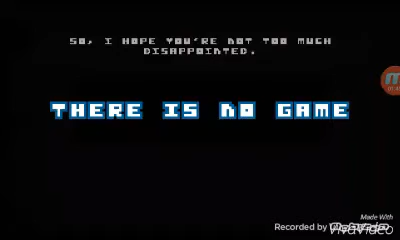 SO, I HOPE YOU'RE NOT TOO MUCH
DISAPPOINTED.
THERE IS NO GAME
Made With
Recorded by
VivaVideo